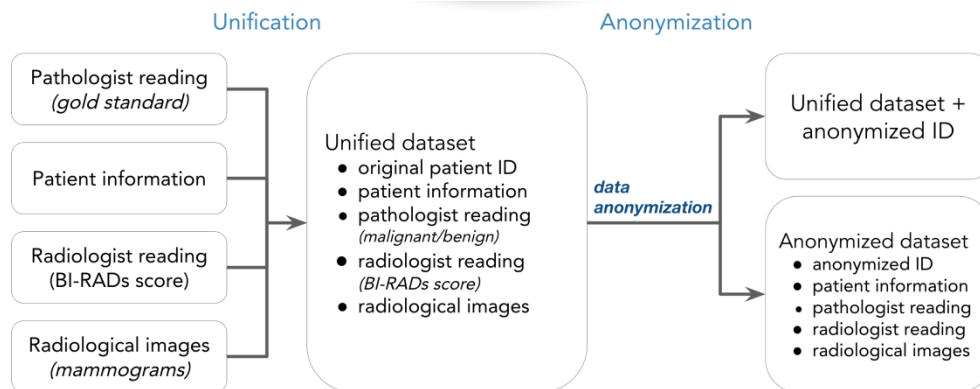 Unification
Anonymization
Pathologist reading
(gold standard)
Patient information
Radiologist reading
(BI-RADs score)
Radiological images
(mammograms)
Unified dataset
● original patient ID
● patient information
● pathologist reading
(malignant/benign)
● radiologist reading
(BI-RADs score)
● radiological images
data
anonymization
Unified dataset +
anonymized ID
Anonymized dataset
● anonymized ID
● patient information
● pathologist reading
● radiologist reading
● radiological images